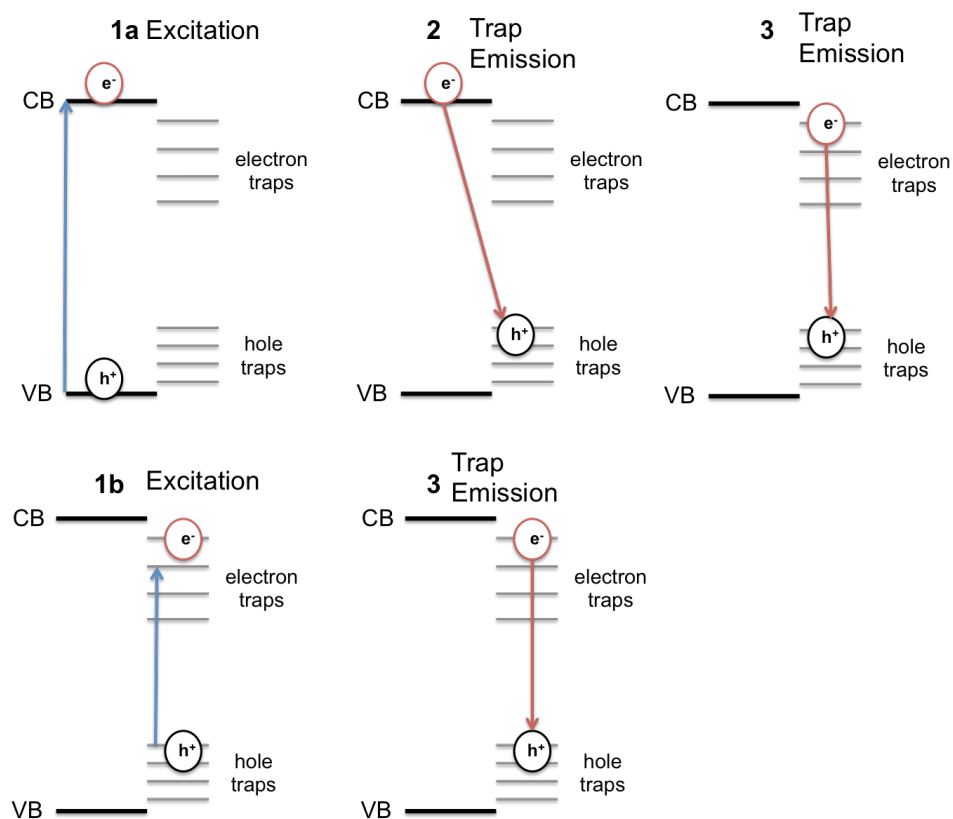 1a Excitation
e-
CB
electron
traps
hole
traps
h+
VB
2 Trap
Emission
e-
CB
electron
traps
h+
hole
traps
VB
3 Trap
Emission
CB
e-
electron
traps
h+
hole
traps
VB
1b Excitation
CB
e-
electron
traps
h+
hole
traps
VB
3 Trap
Emission
CB
e-
electron
traps
h+
hole
traps
VB